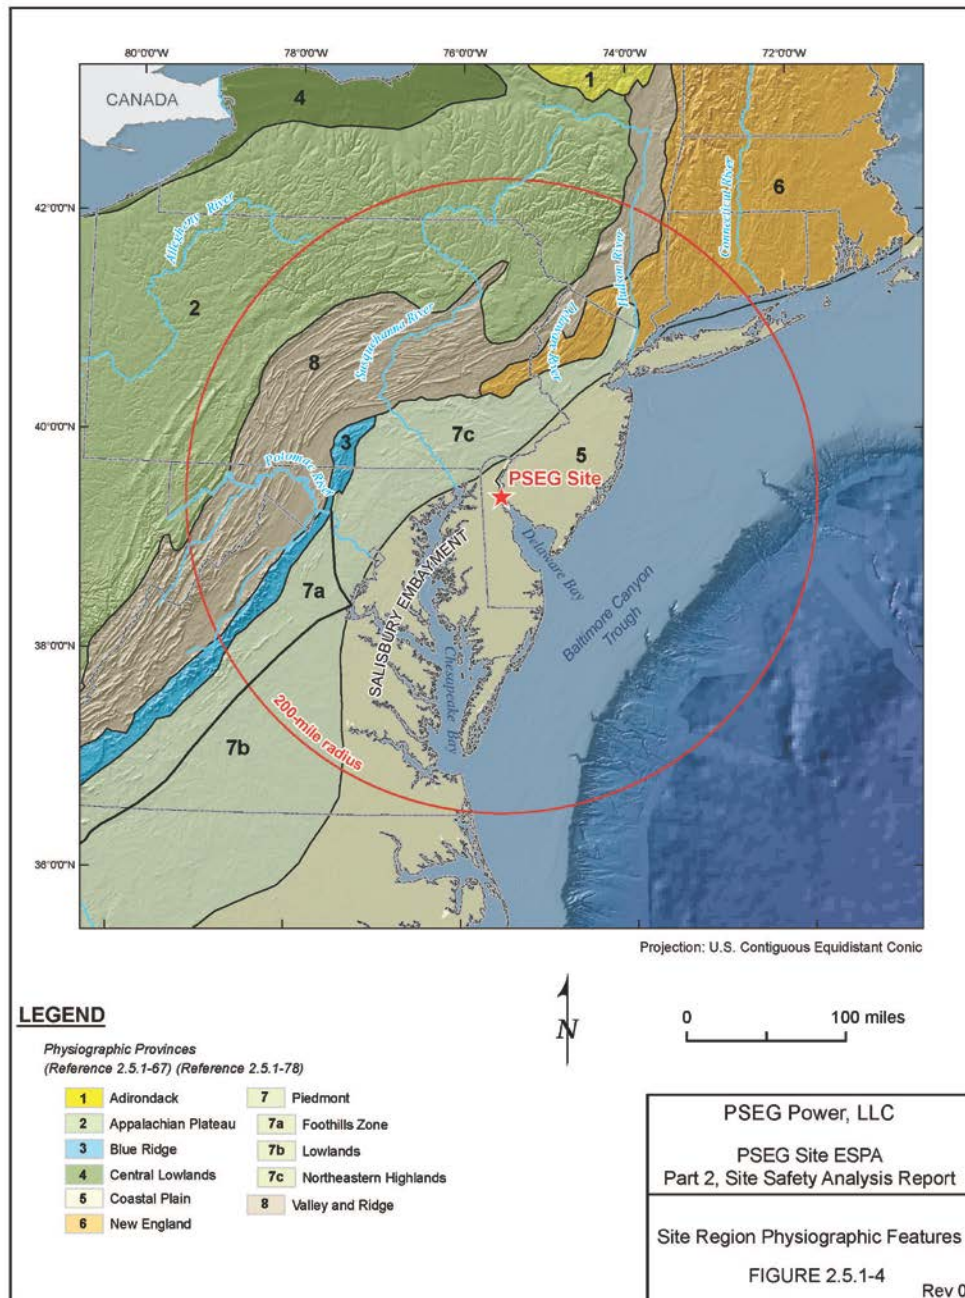 80°0'0"W 78°0'0"W 76°0'0"W 74°0'0"W 72°0'0"W
CANADA
4
1
6
42°0'0"N
Allegheny River
Connecticut River
Hudson River
2
Delaware River
Susquehanna River
8
40°0'0"N
3
7c
5
Potomac River
PSEG Site
Delaware Bay
SALISBURY EMBAYMENT
7a
Baltimore Canyon
Trough
38°0'0"N
Chesapeake Bay
200-mile radius
7b
36°0'0"N
Projection: U.S. Contiguous Equidistant Conic
LEGEND
N
0 100 miles
Physiographic Provinces
(Reference 2.5.1-67) (Reference 2.5.1-78)
1 Adirondack
2 Appalachian Plateau
3 Blue Ridge
4 Central Lowlands
5 Coastal Plain
6 New England
7 Piedmont
7a Foothills Zone
7b Lowlands
7c Northeastern Highlands
8 Valley and Ridge
PSEG Power, LLC
PSEG Site ESPA
Part 2, Site Safety Analysis Report
Site Region Physiographic Features
FIGURE 2.5.1-4
Rev 0